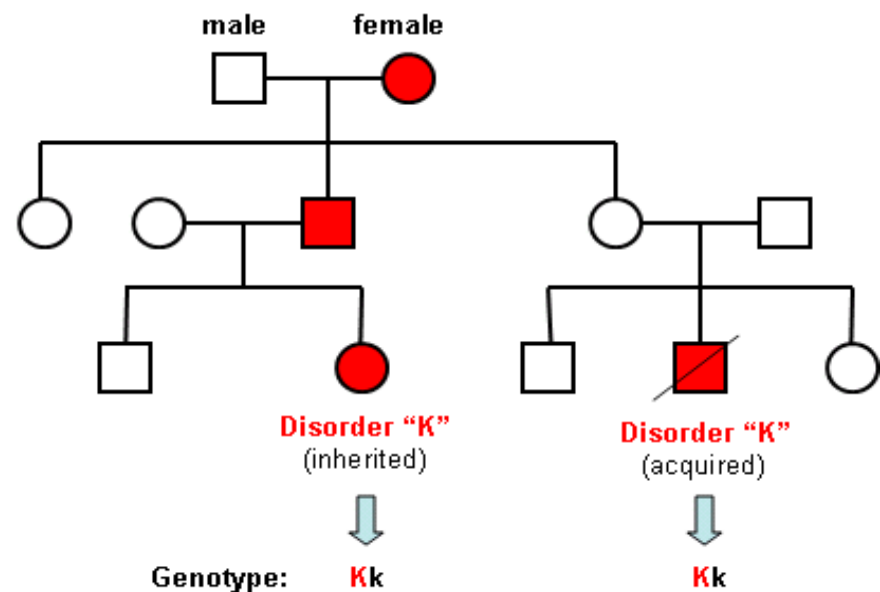 male female
Disorder “K” Disorder “K”
(inherited) (acquired)
Genotype: Kk Kk